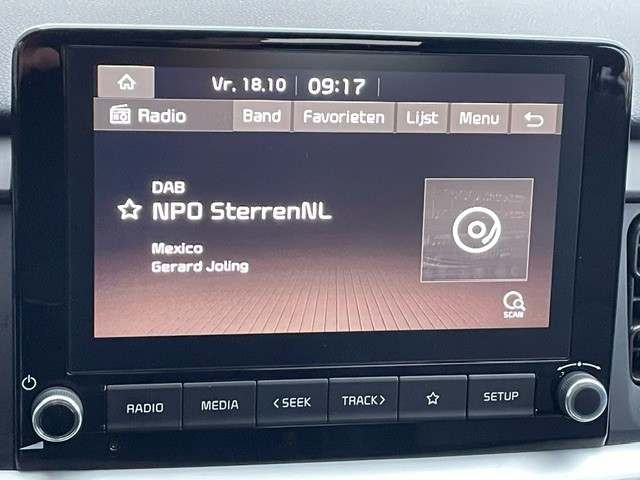 Vr. 18.10 09:17
Radio Band Favorieten Lijst Menu
DAB
NPO SterrenNL
Mexico
Gerard Joling
SCAN
RADIO MEDIA <SEEK TRACK> SETUP